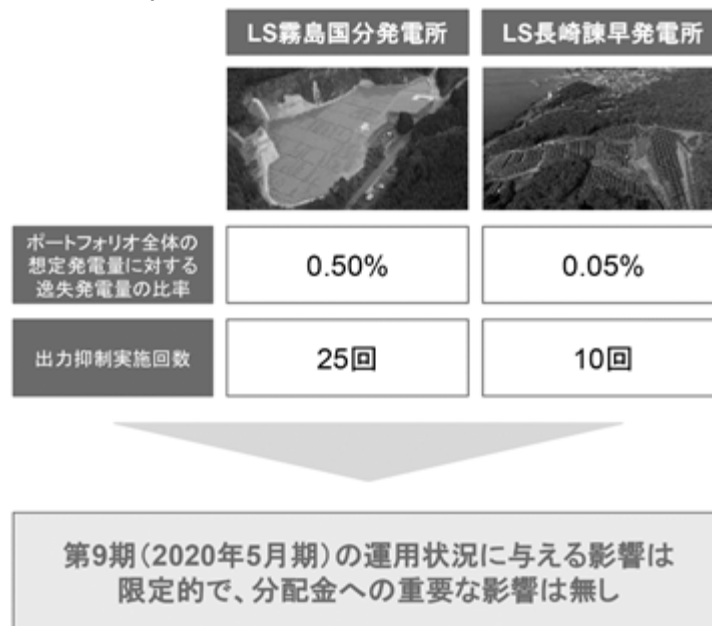 LS霧島国分発電所
LS長崎諫早発電所
ポートフォリオ全体の
想定発電量に対する
逸失発電量の比率
0.50%
0.05%
出力抑制実施回数
25回
10回
第9期(2020年5月期)の運用状況に与える影響は
限定的で、分配金への重要な影響は無し